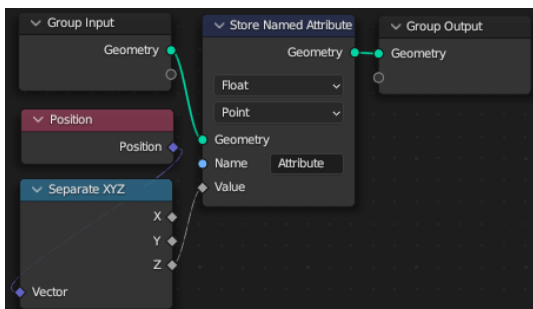 Group Input
Geometry
Position
Position
Separate XYZ
X
Y
Z
Vector
Store Named Attribute
Geometry
Float
Point
Geometry
Name Attribute
Value
Group Output
Geometry